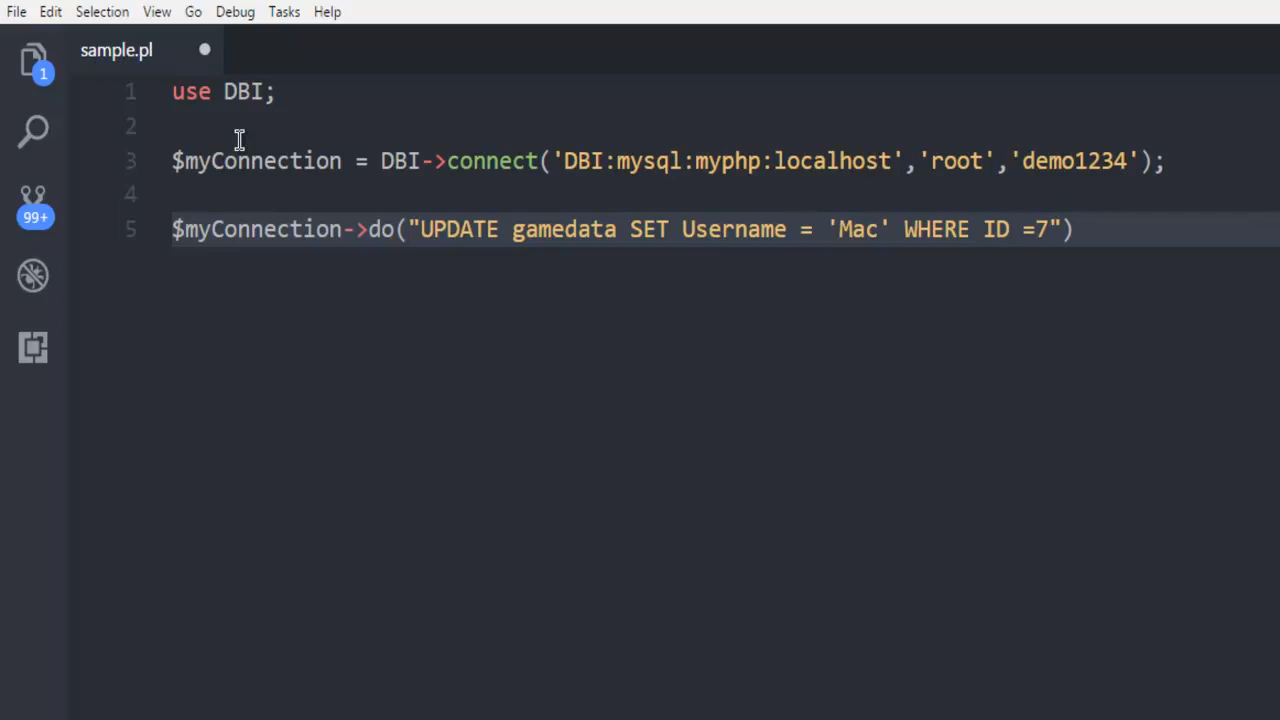 File Edit Selection View Go Debug Tasks Help
sample.pl
1
1 use DBI;
2
3 $myConnection = DBI->connect('DBI:mysql:myphp:localhost','root','demo1234');
4
99+
5 $myConnection->do("UPDATE gamedata SET Username = 'Mac' WHERE ID =7")